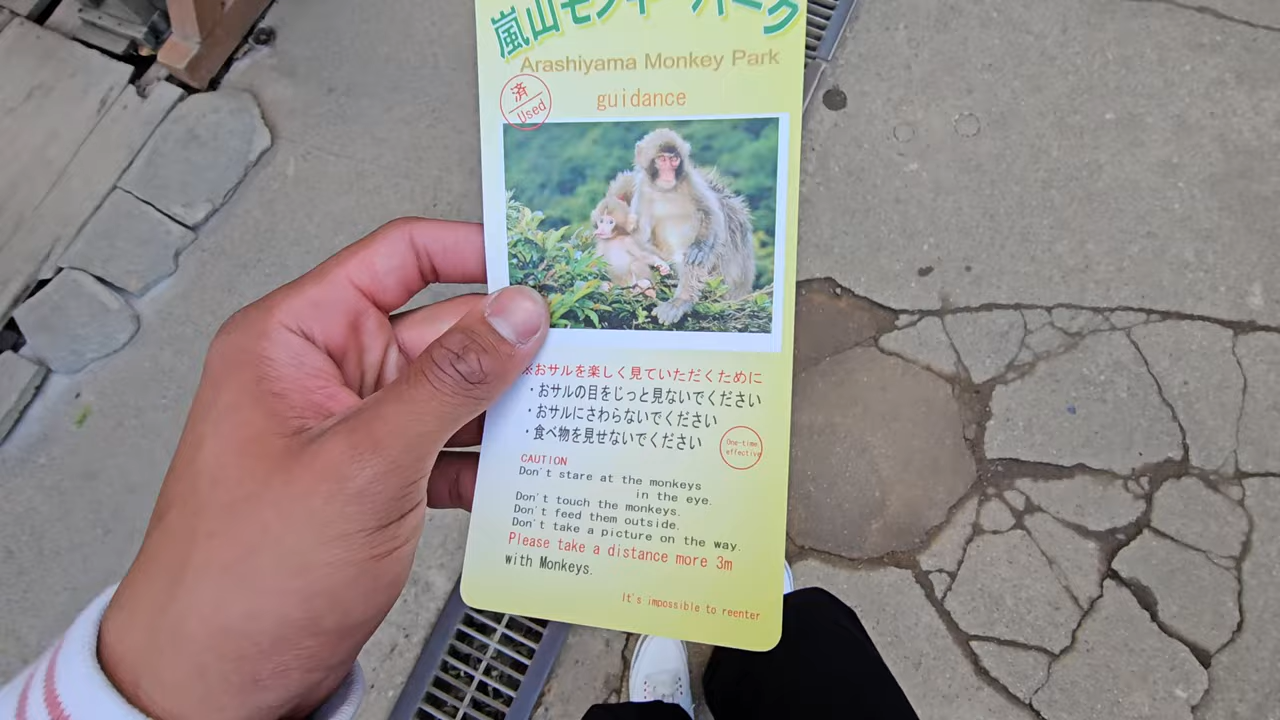 嵐山モンキーパーク
Arashiyama Monkey Park
guidance
済
Used
※おサルを楽しく見ていただくために
・おサルの目をじっと見ないでください
・おサルにさわらないでください
・食べ物を見せないでください
One-time
effective
CAUTION
Don't stare at the monkeys
in the eye.
Don't touch the monkeys.
Don't feed them outside.
Don't take a picture on the way.
Please take a distance more 3m
with Monkeys.
It's impossible to reenter